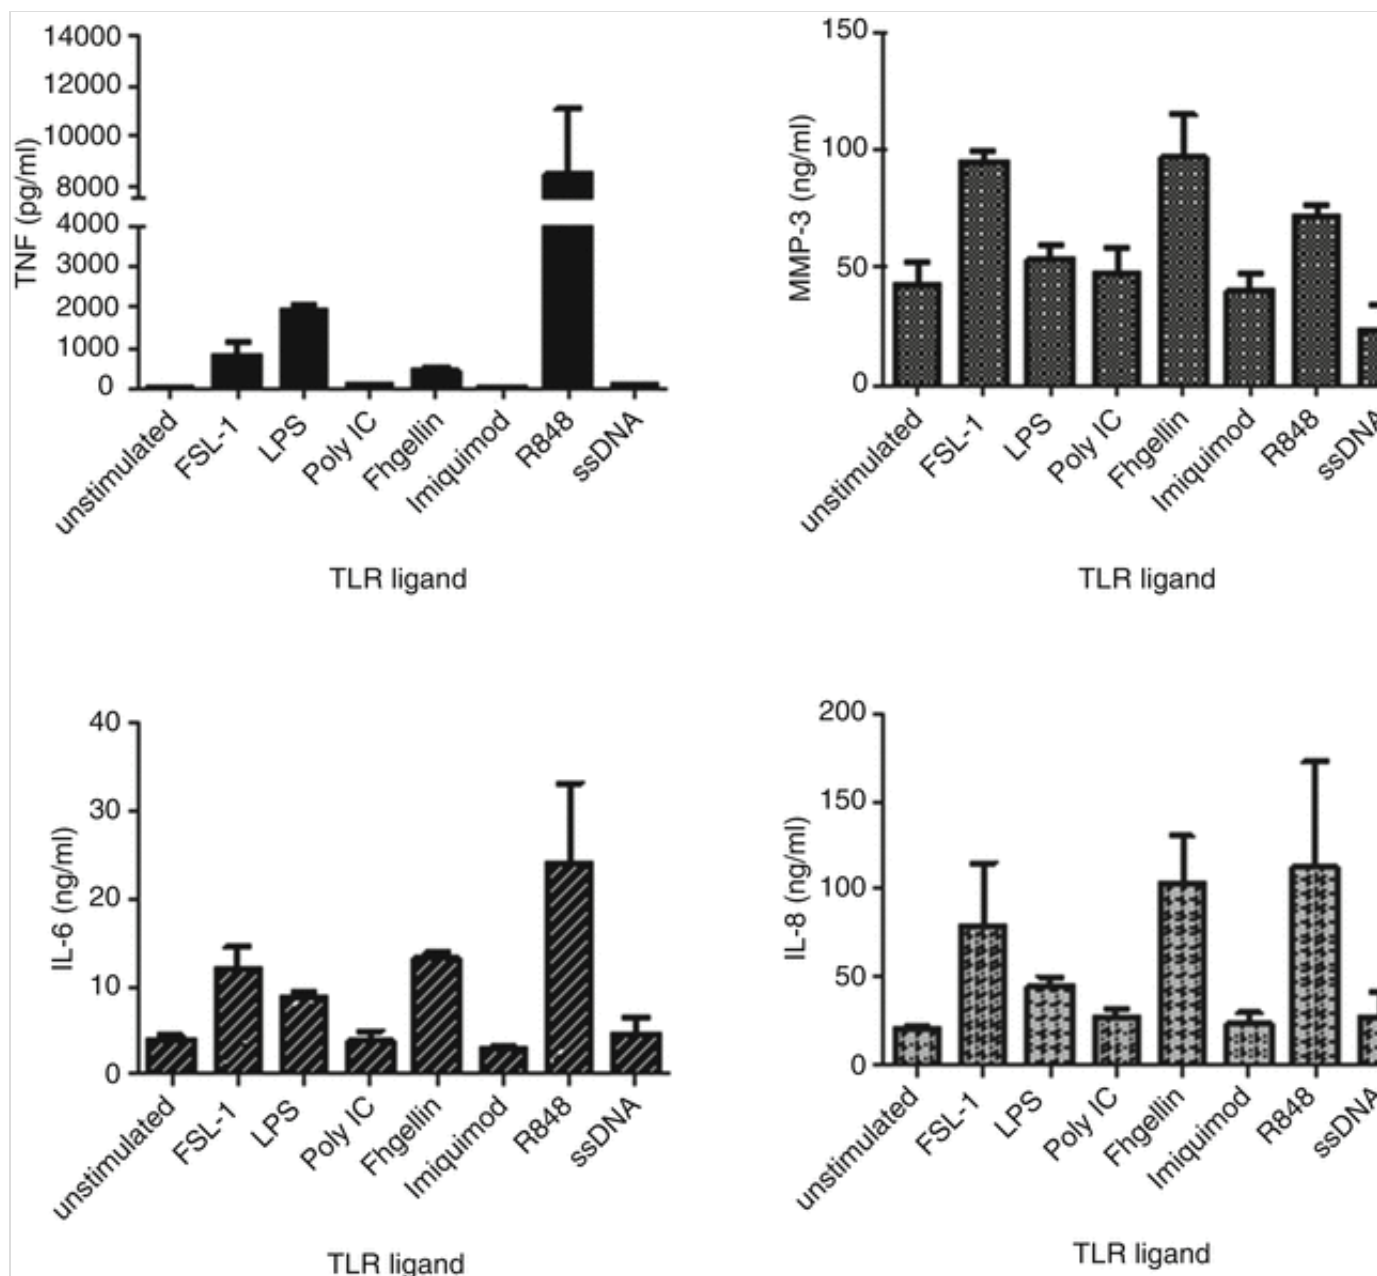 14000
12000
10000
8000
4000
3000
2000
1000
0
TNF (pg/ml)
unstimulated
FSL-1
LPS
Poly IC
Fhgellin
Imiquimod
R848
ssDNA
TLR ligand
150
100
50
0
MMP-3 (ng/ml)
unstimulated
FSL-1
LPS
Poly IC
Fhgellin
Imiquimod
R848
ssDNA
TLR ligand
40
30
20
10
0
IL-6 (ng/ml)
unstimulated
FSL-1
LPS
Poly IC
Fhgellin
Imiquimod
R848
ssDNA
TLR ligand
200
150
100
50
0
IL-8 (ng/ml)
unstimulated
FSL-1
LPS
Poly IC
Fhgellin
Imiquimod
R848
ssDNA
TLR ligand